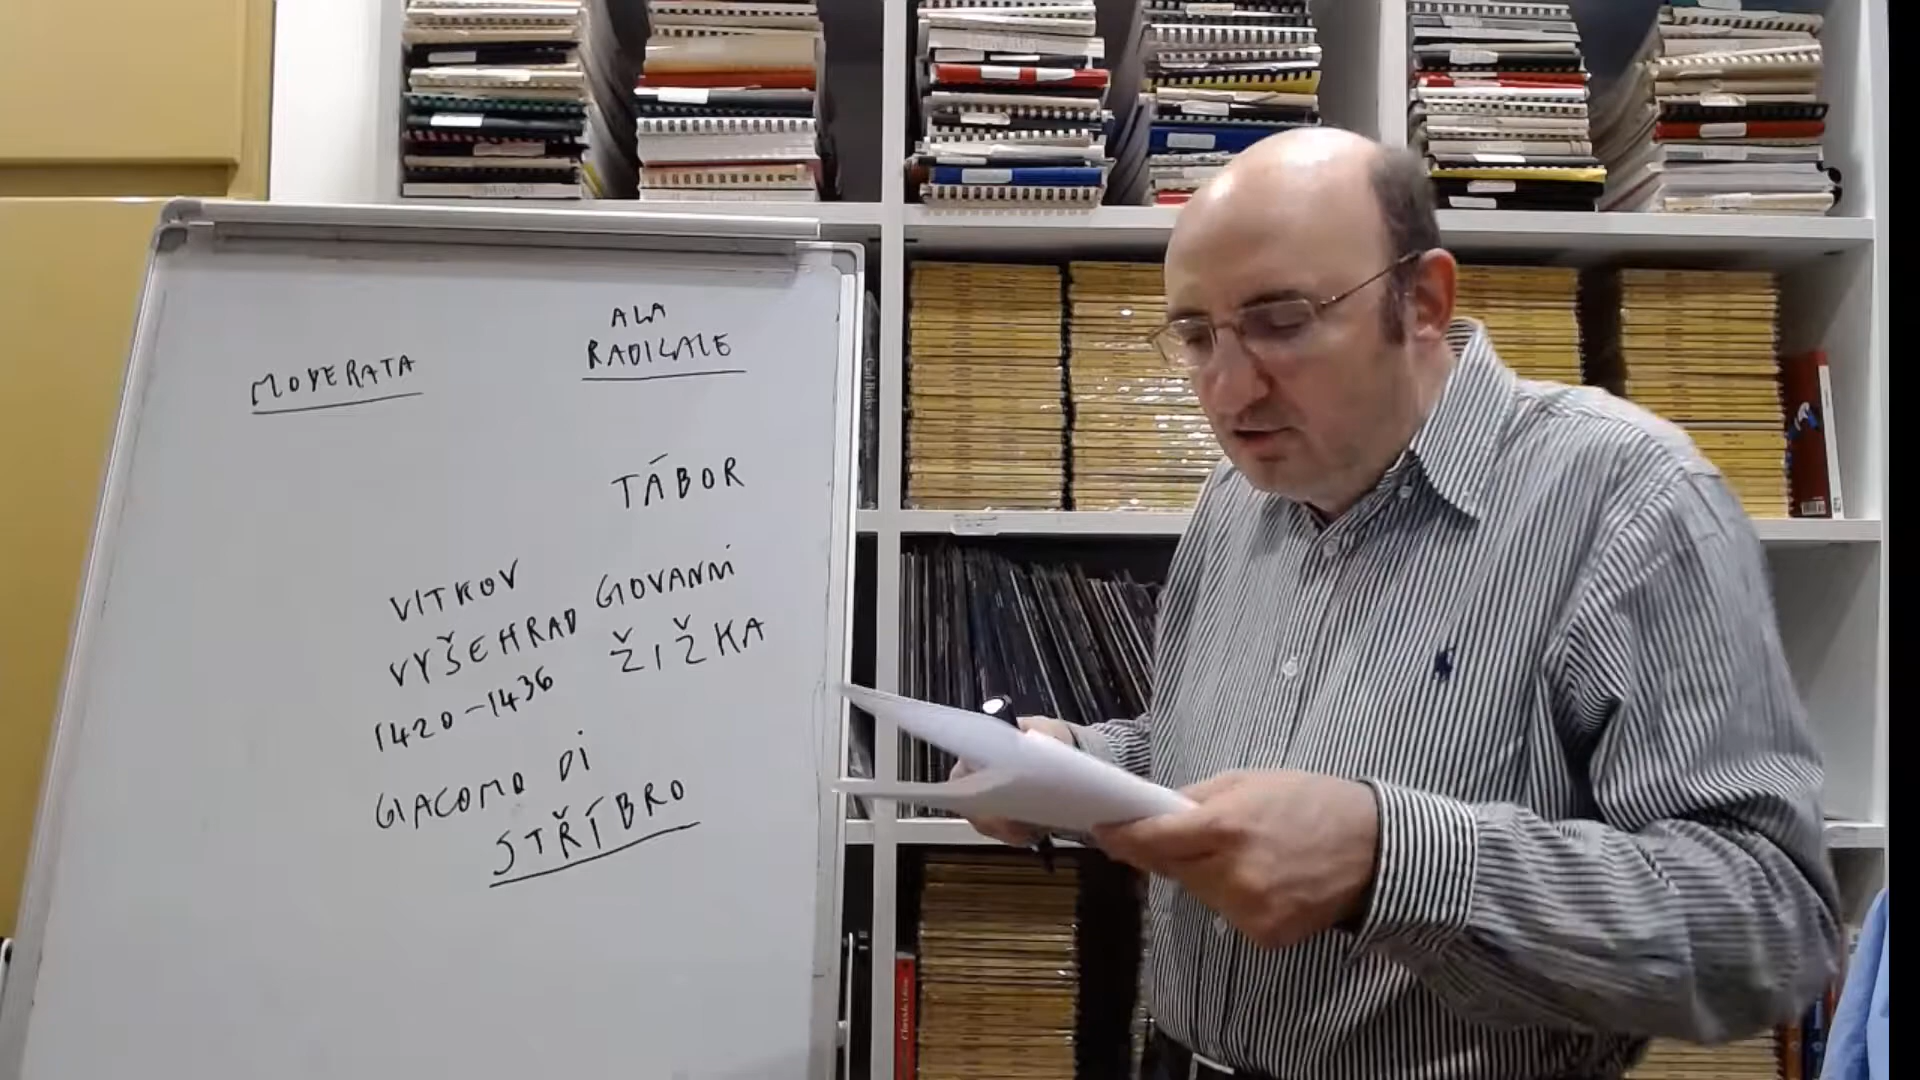 MODERATA
ALA
RADICALE
TÁBOR
VITKOV
VYŠEHRAD
1420-1436
GIOVANNI
ŽIŽKA
GIACOMO DI
STŘÍBRO